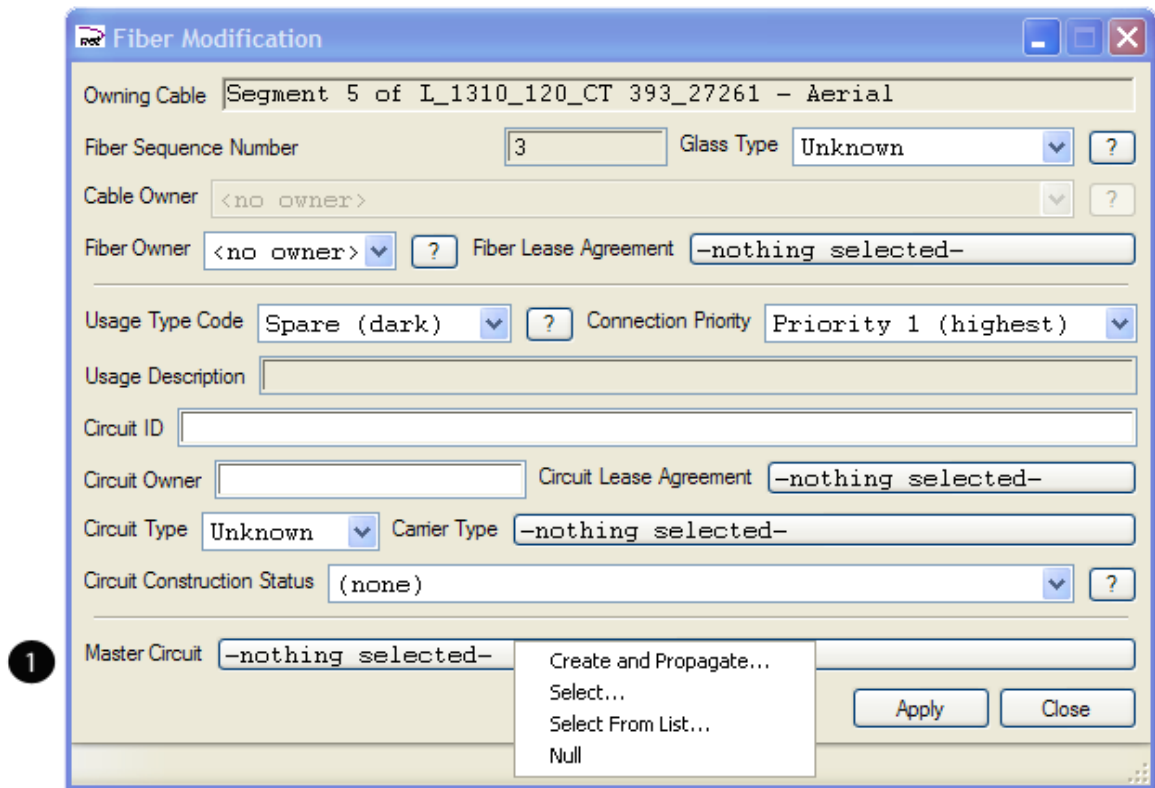 Fiber Modification
Owning Cable Segment 5 of L_1310_120_CT 393_27261 - Aerial
Fiber Sequence Number 3 Glass Type Unknown ?
Cable Owner <no owner> ?
Fiber Owner <no owner> ? Fiber Lease Agreement -nothing selected-
Usage Type Code Spare (dark) ? Connection Priority Priority 1 (highest)
Usage Description
Circuit ID
Circuit Owner Circuit Lease Agreement -nothing selected-
Circuit Type Unknown Carrier Type -nothing selected-
Circuit Construction Status (none) ?
1 Master Circuit -nothing selected-
Create and Propagate...
Select...
Select From List...
Null
Apply Close